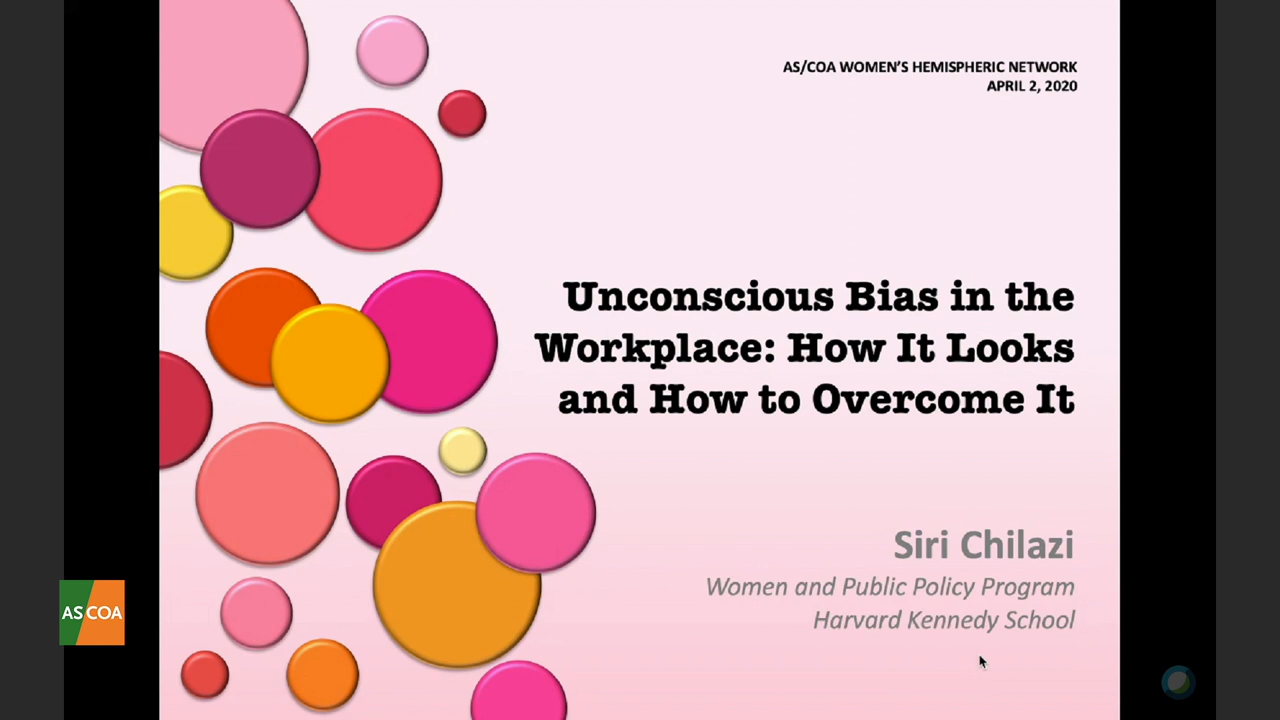 AS/COA WOMEN'S HEMISPHERIC NETWORK
APRIL 2, 2020
Unconscious Bias in the
Workplace: How It Looks
and How to Overcome It
Siri Chilazi
Women and Public Policy Program
Harvard Kennedy School
AS COA